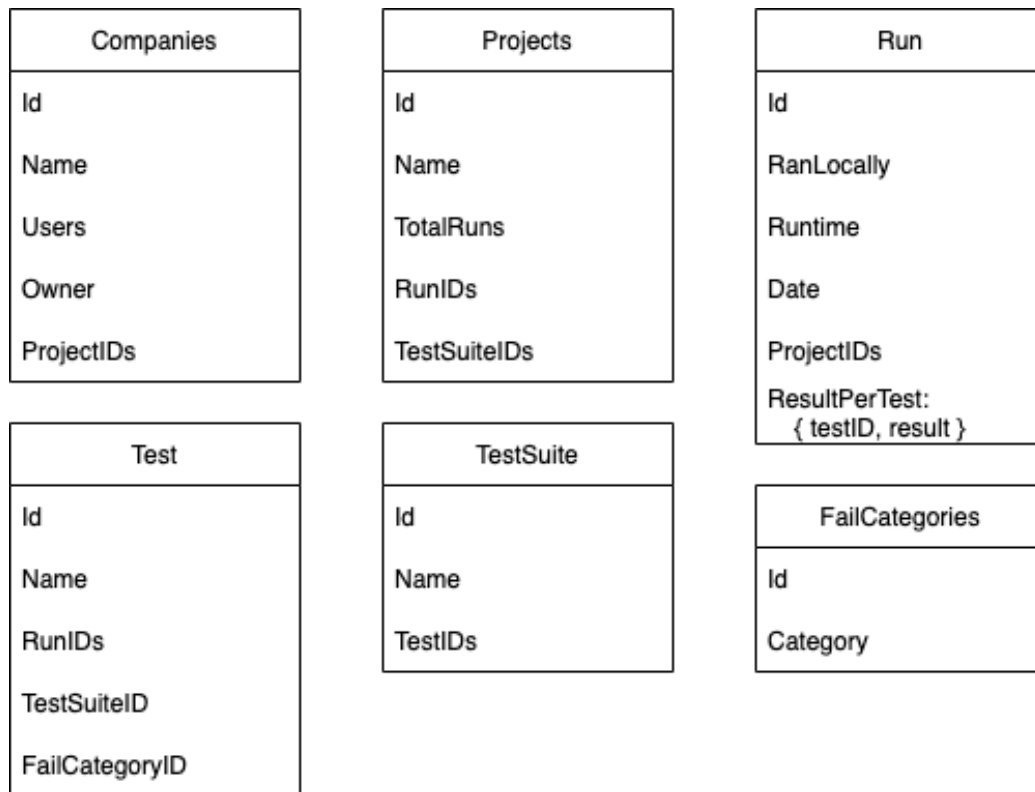 Companies
Id
Name
Users
Owner
ProjectIDs
Projects
Id
Name
TotalRuns
RunIDs
TestSuiteIDs
Run
Id
RanLocally
Runtime
Date
ProjectIDs
ResultPerTest:
{ testID, result }
Test
Id
Name
RunIDs
TestSuiteID
FailCategoryID
TestSuite
Id
Name
TestIDs
FailCategories
Id
Category